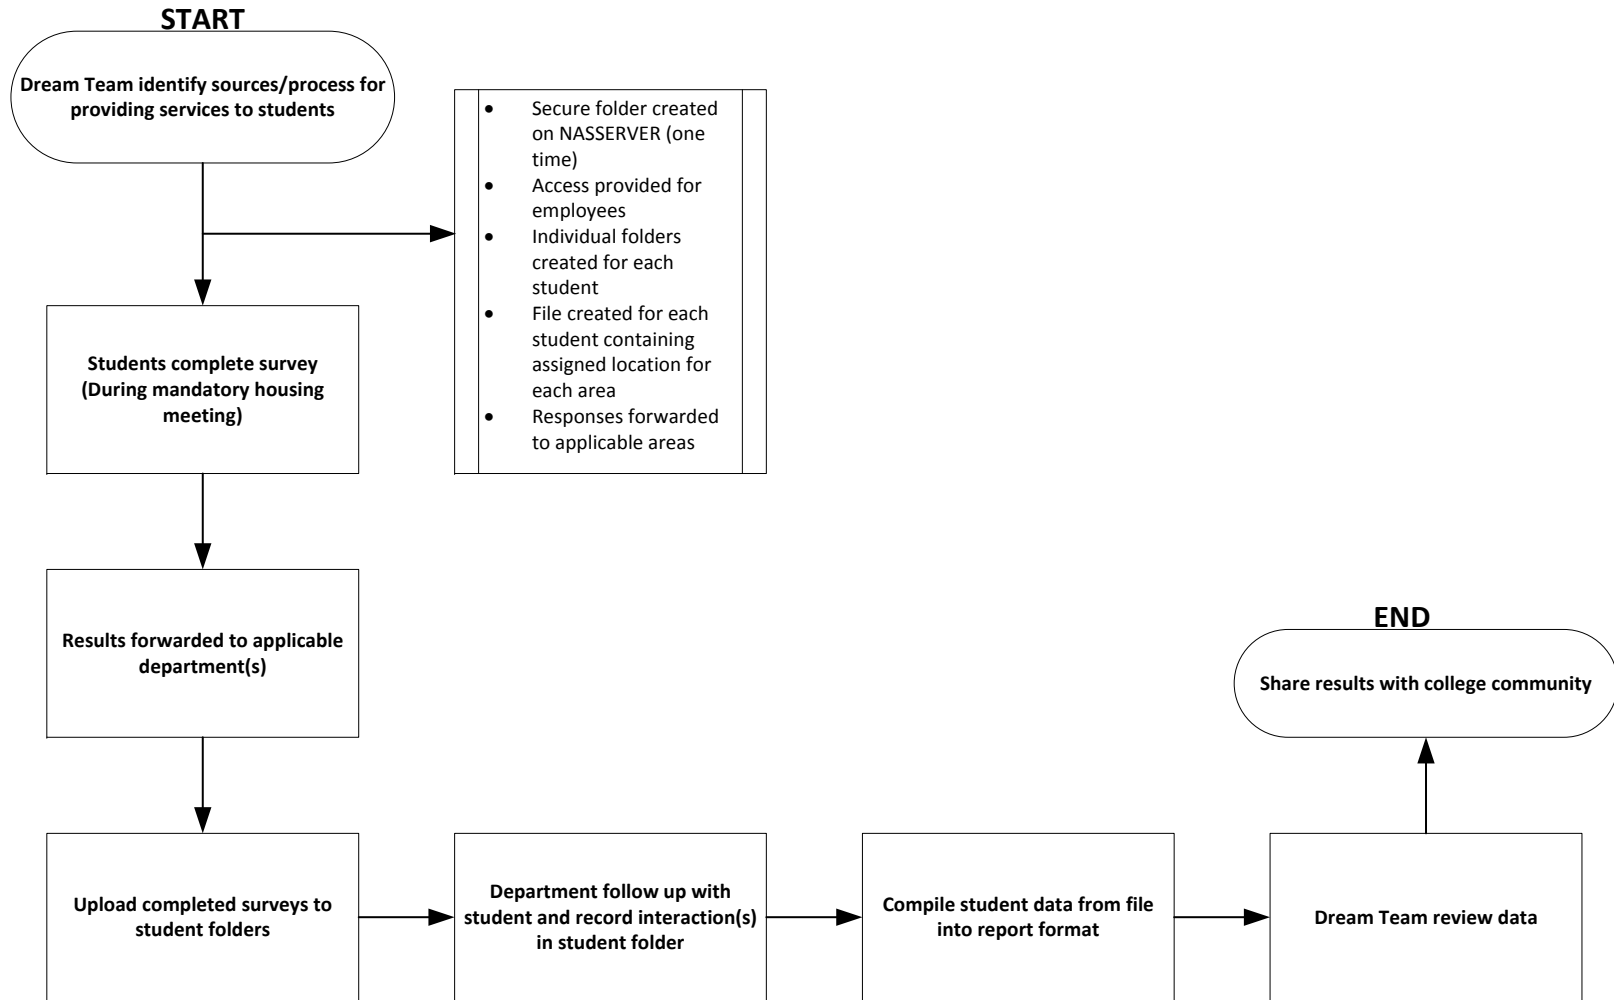 START
Dream Team identify sources/process for
providing services to students
• Secure folder created
on NASSERVER (one
time)
• Access provided for
employees
• Individual folders
created for each
student
• File created for each
student containing
assigned location for
each area
• Responses forwarded
to applicable areas
Students complete survey
(During mandatory housing
meeting)
Results forwarded to applicable
department(s)
Upload completed surveys to
student folders
Department follow up with
student and record interaction(s)
in student folder
Compile student data from file
into report format
Dream Team review data
END
Share results with college community